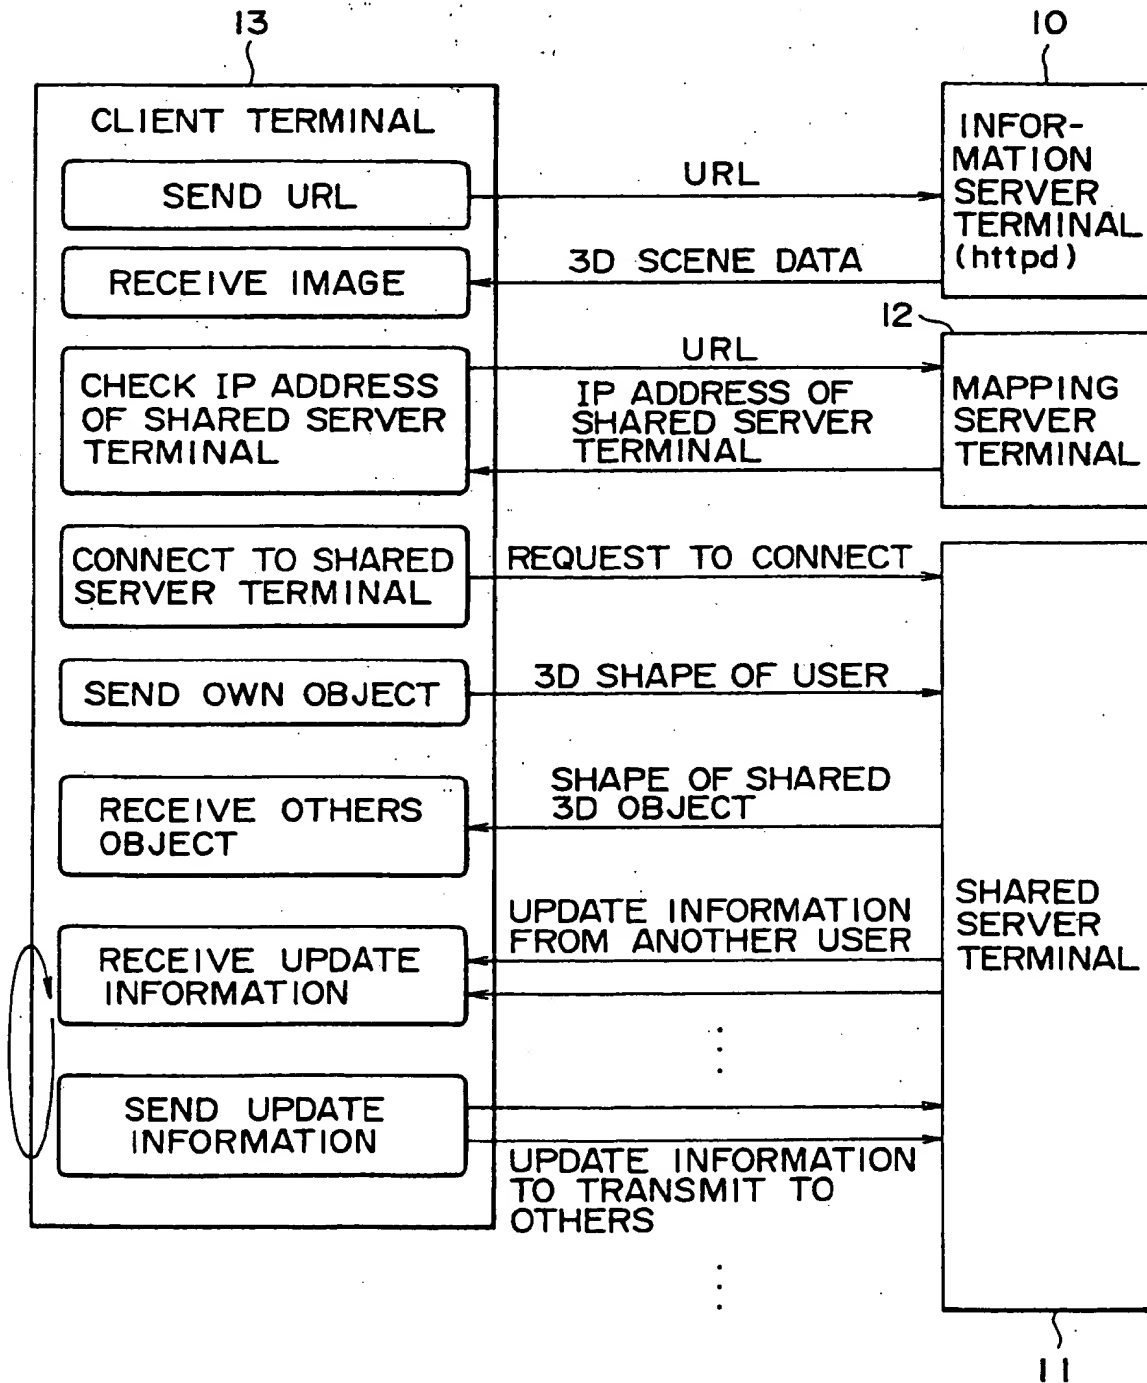 13
10
CLIENT TERMINAL
SEND URL
URL
INFOR-
MATION
SERVER
TERMINAL
(httpd)
RECEIVE IMAGE
3D SCENE DATA
12
CHECK IP ADDRESS
OF SHARED SERVER
TERMINAL
URL
IP ADDRESS OF
SHARED SERVER
TERMINAL
MAPPING
SERVER
TERMINAL
CONNECT TO SHARED
SERVER TERMINAL
REQUEST TO CONNECT
SEND OWN OBJECT
3D SHAPE OF USER
RECEIVE OTHERS
OBJECT
SHAPE OF SHARED
3D OBJECT
SHARED
SERVER
TERMINAL
RECEIVE UPDATE
INFORMATION
UPDATE INFORMATION
FROM ANOTHER USER
SEND UPDATE
INFORMATION
UPDATE INFORMATION
TO TRANSMIT TO
OTHERS
11